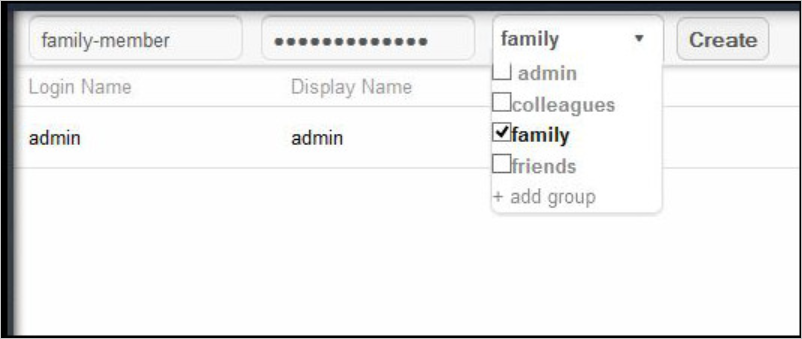 family-member ••••••••••••• family ▼ Create
Login Name Display Name
admin
colleagues
admin admin
family
friends
+ add group